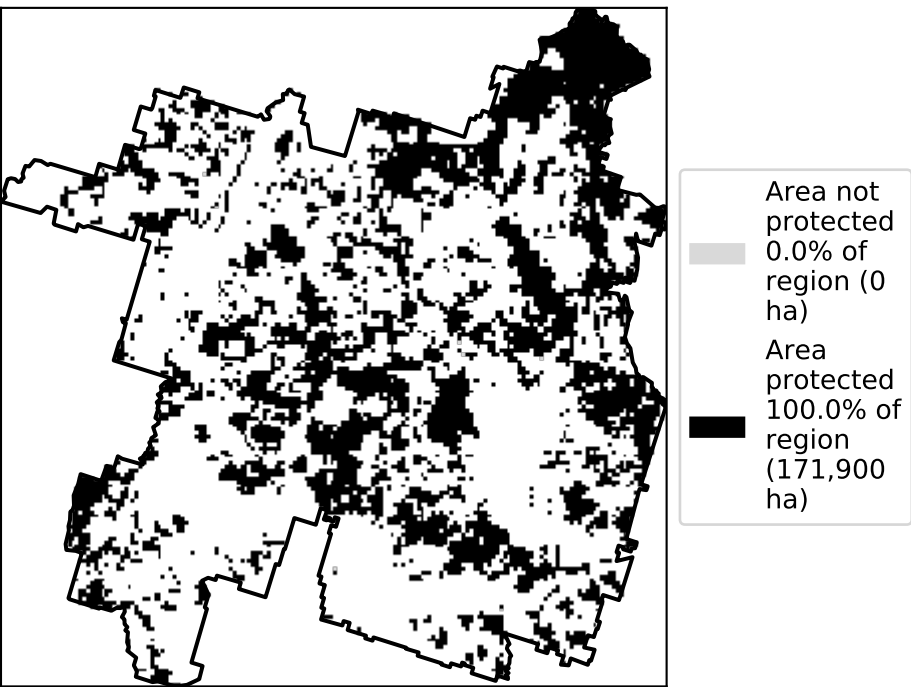 Area not
protected
0.0% of
region (0
ha)
Area
protected
100.0% of
region
(171,900
ha)